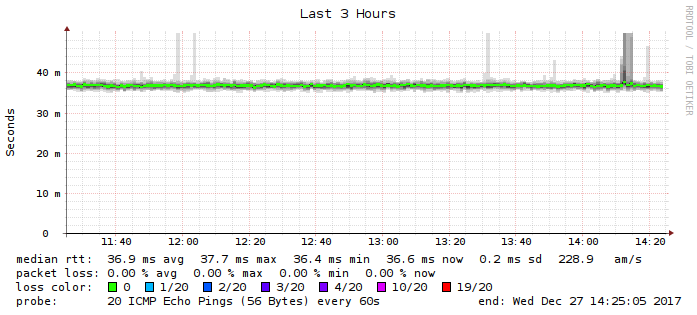 Last 3 Hours
RRDTOOL / TOBI OETIKER
Seconds
40 m
30 m
20 m
10 m
0
11:40 12:00 12:20 12:40 13:00 13:20 13:40 14:00 14:20
median rtt: 36.9 ms avg 37.7 ms max 36.4 ms min 36.6 ms now 0.2 ms sd 228.9 am/s
packet loss: 0.00 % avg 0.00 % max 0.00 % min 0.00 % now
loss color: 0 1/20 2/20 3/20 4/20 10/20 19/20
probe: 20 ICMP Echo Pings (56 Bytes) every 60s end: Wed Dec 27 14:25:05 2017